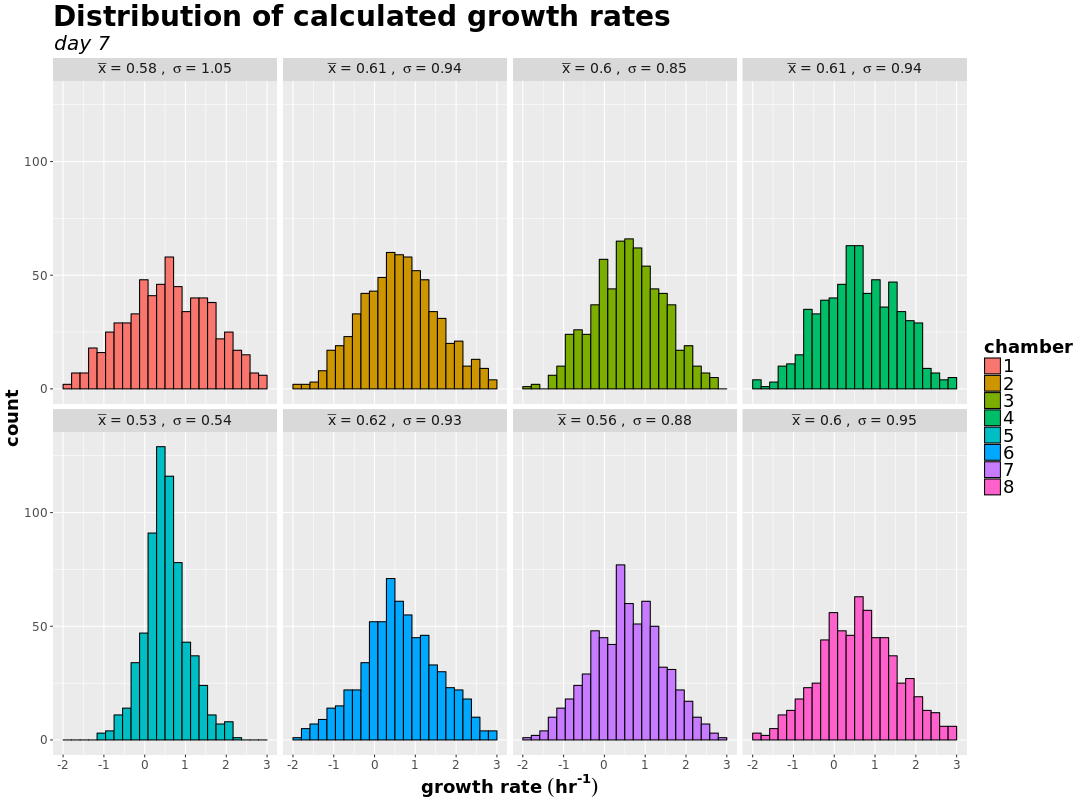 Distribution of calculated growth rates
day 7
x̅ = 0.58 , σ = 1.05
x̅ = 0.61 , σ = 0.94
x̅ = 0.6 , σ = 0.85
x̅ = 0.61 , σ = 0.94
100
50
0
x̅ = 0.53 , σ = 0.54
x̅ = 0.62 , σ = 0.93
x̅ = 0.56 , σ = 0.88
x̅ = 0.6 , σ = 0.95
100
50
0
-2 -1 0 1 2 3
-2 -1 0 1 2 3
-2 -1 0 1 2 3
-2 -1 0 1 2 3
count
growth rate (hr⁻¹)
chamber
1
2
3
4
5
6
7
8